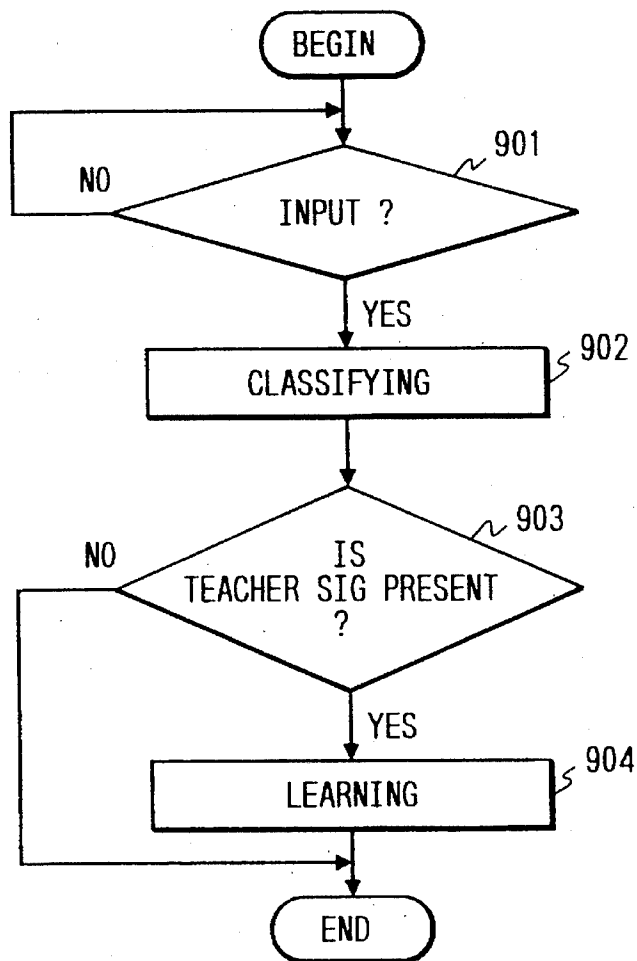 BEGIN
901
NO
INPUT ?
YES
902
CLASSIFYING
903
NO
IS
TEACHER SIG PRESENT
?
YES
904
LEARNING
END